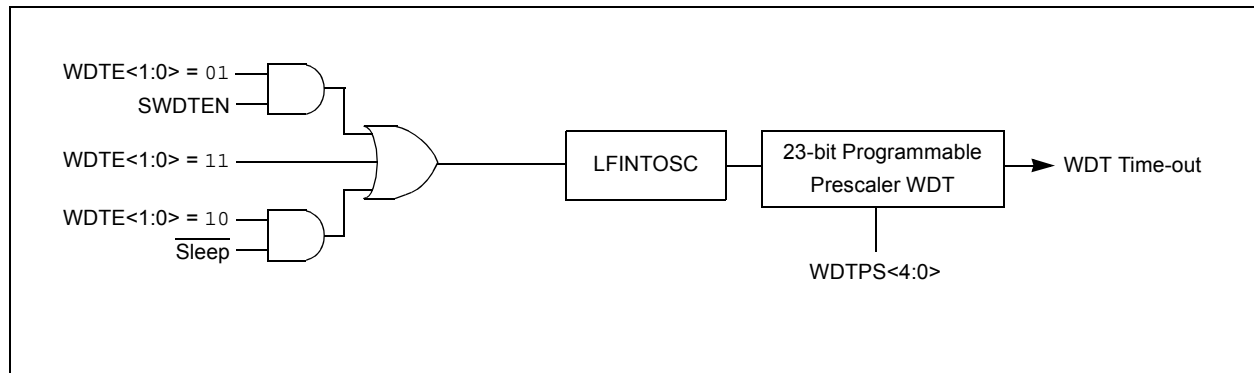 WDTE<1:0> = 01
SWDTEN
WDTE<1:0> = 11
WDTE<1:0> = 10
Sleep
LFINTOSC
23-bit Programmable
Prescaler WDT
WDT Time-out
WDTPS<4:0>